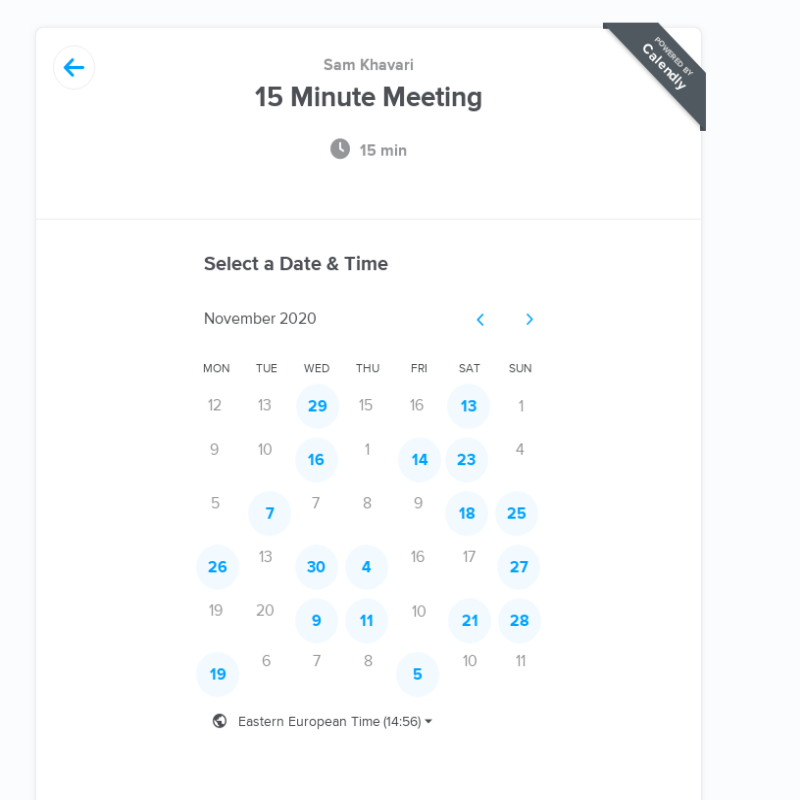 Sam Khavari
15 Minute Meeting
POWERED BY
Calendly
15 min
Select a Date & Time
November 2020
MON TUE WED THU FRI SAT SUN
12 13 29 15 16 13 1
9 10 16 1 14 23 4
5 7 7 8 9 18 25
26 13 30 4 16 17 27
19 20 9 11 10 21 28
19 6 7 8 5 10 11
Eastern European Time (14:56)